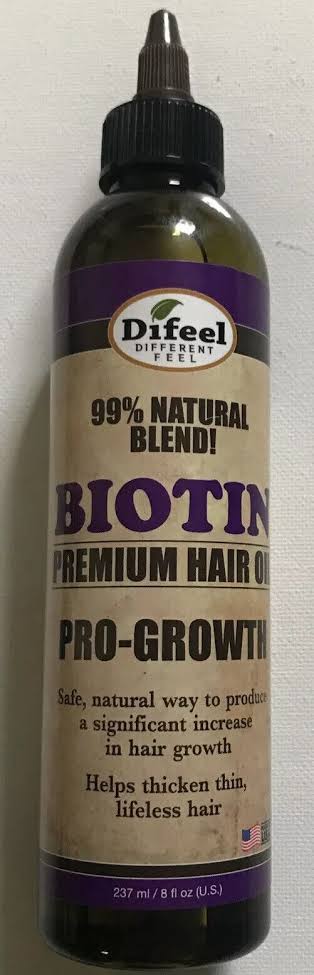 Difeel
DIFFERENT
FEEL
99% NATURAL
BLEND!
BIOTIN
PREMIUM HAIR
PRO-GROWTH
Safe, natural way to produce
a significant increase
in hair growth
Helps thicken thin,
lifeless hair
237 ml / 8 fl oz (U.S.)